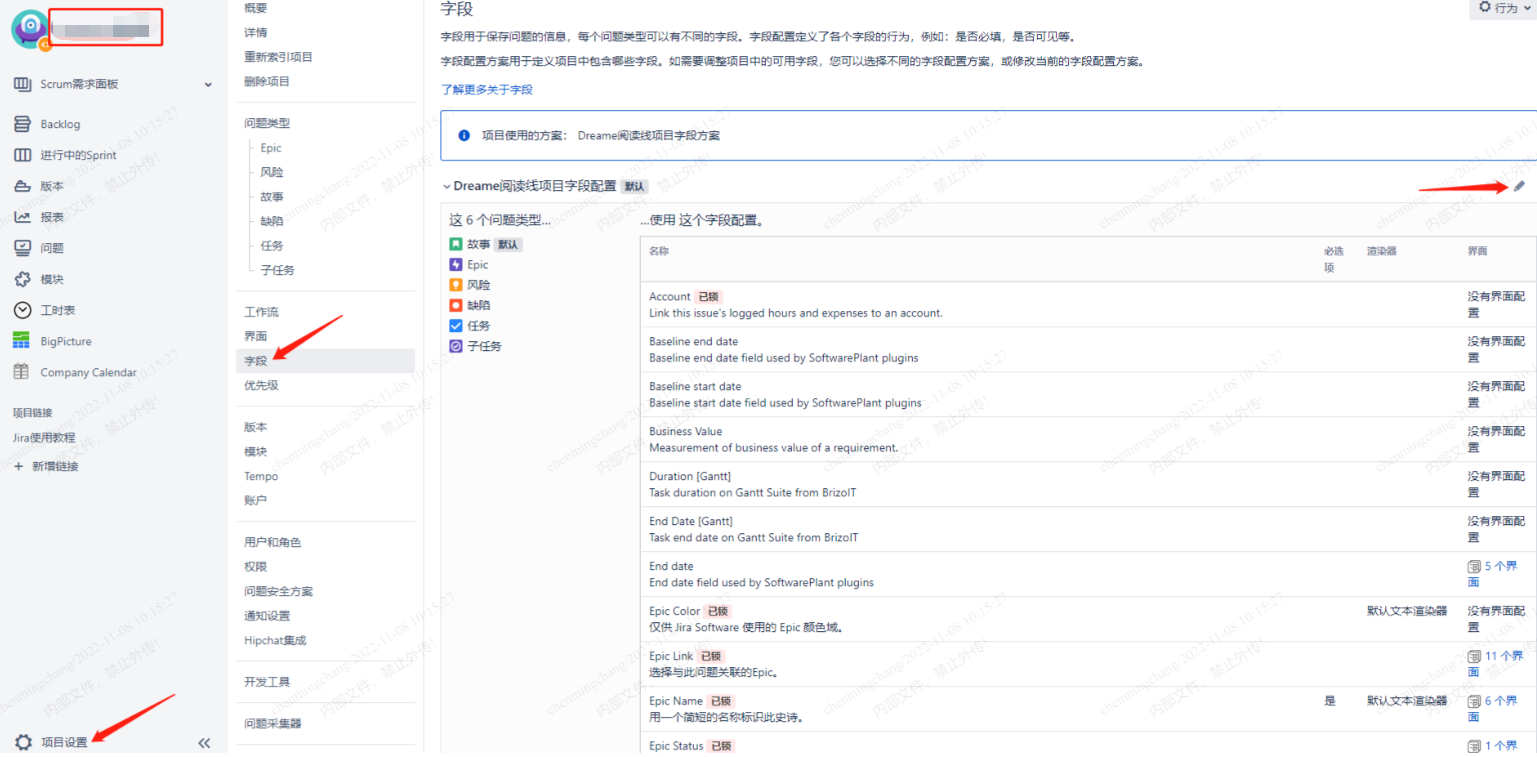 Scrum需求面板
Backlog
进行中的Sprint
版本
报表
问题
模块
工时表
BigPicture
Company Calendar
项目链接
Jira使用教程
+ 新增链接
项目设置
概要
详情
重新索引项目
删除项目
问题类型
Epic
风险
故事
缺陷
任务
子任务
工作流
界面
字段
优先级
版本
模块
Tempo
账户
用户和角色
权限
问题安全方案
通知设置
Hipchat集成
开发工具
问题采集器
字段
行为
字段用于保存问题的信息，每个问题类型可以有不同的字段。字段配置定义了各个字段的行为，例如：是否必填，是否可见等。
字段配置方案用于定义项目中包含哪些字段。如需要调整项目中的可用字段，您可以选择不同的字段配置方案，或修改当前的字段配置方案。
了解更多关于字段
项目使用的方案： Dreame阅读线项目字段方案
Dreame阅读线项目字段配置 默认
这 6 个问题类型...
故事 默认
Epic
风险
缺陷
任务
子任务
...使用 这个字段配置。
名称 必选项 渲染器 界面
Account 已锁 没有界面配置
Link this issue's logged hours and expenses to an account.
Baseline end date 没有界面配置
Baseline end date field used by SoftwarePlant plugins
Baseline start date 没有界面配置
Baseline start date field used by SoftwarePlant plugins
Business Value 没有界面配置
Measurement of business value of a requirement.
Duration [Gantt] 没有界面配置
Task duration on Gantt Suite from BrizoIT
End Date [Gantt] 没有界面配置
Task end date on Gantt Suite from BrizoIT
End date 5 个界面
End date field used by SoftwarePlant plugins
Epic Color 已锁 默认文本渲染器 没有界面配置
仅供 Jira Software 使用的 Epic 颜色域。
Epic Link 已锁 11 个界面
选择与此问题关联的Epic。
Epic Name 已锁 是 默认文本渲染器 6 个界面
用一个简短的名称标识此史诗。
Epic Status 已锁 1 个界
chenmingchang 2022-11-08 10:15:27
内部文件，禁止外传!